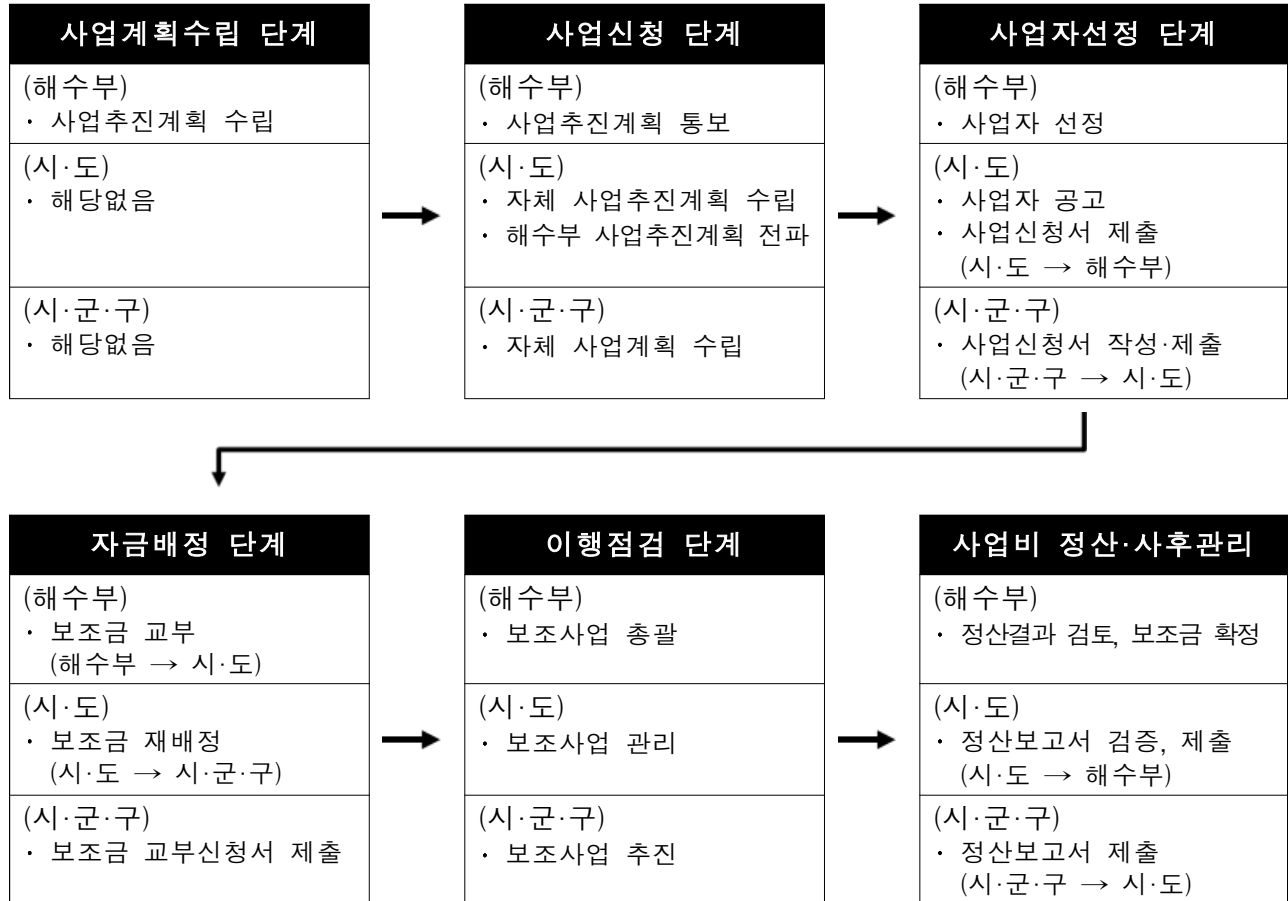 사업계획수립 단계
(해수부)
· 사업추진계획 수립
(시·도)
· 해당없음
(시·군·구)
· 해당없음
사업신청 단계
(해수부)
· 사업추진계획 통보
(시·도)
· 자체 사업추진계획 수립
· 해수부 사업추진계획 전파
(시·군·구)
· 자체 사업계획 수립
사업자선정 단계
(해수부)
· 사업자 선정
(시·도)
· 사업자 공고
· 사업신청서 제출
(시·도 → 해수부)
(시·군·구)
· 사업신청서 작성·제출
(시·군·구 → 시·도)
자금배정 단계
(해수부)
· 보조금 교부
(해수부 → 시·도)
(시·도)
· 보조금 재배정
(시·도 → 시·군·구)
(시·군·구)
· 보조금 교부신청서 제출
이행점검 단계
(해수부)
· 보조사업 총괄
(시·도)
· 보조사업 관리
(시·군·구)
· 보조사업 추진
사업비 정산·사후관리
(해수부)
· 정산결과 검토, 보조금 확정
(시·도)
· 정산보고서 검증, 제출
(시·도 → 해수부)
(시·군·구)
· 정산보고서 제출
(시·군·구 → 시·도)